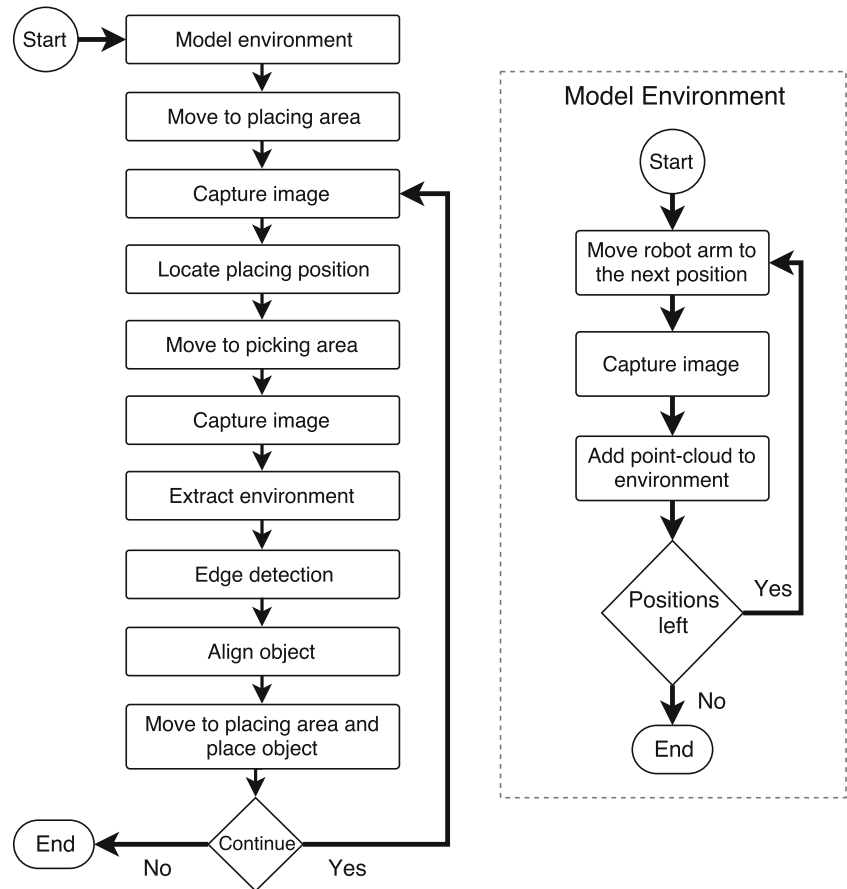 Start
Model environment
Move to placing area
Capture image
Locate placing position
Move to picking area
Capture image
Extract environment
Edge detection
Align object
Move to placing area and
place object
Continue
End
No
Yes
Model Environment
Start
Move robot arm to
the next position
Capture image
Add point-cloud to
environment
Positions
left
Yes
No
End